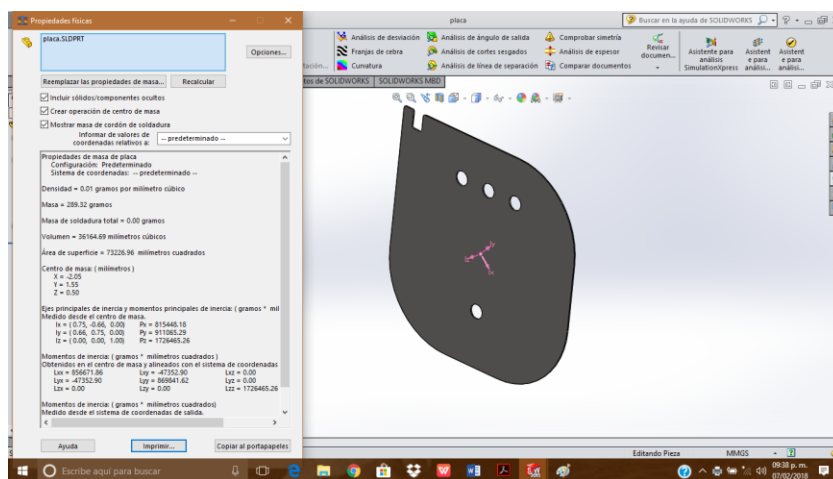 Propiedades físicas
placa.SLDPRT
Opciones...
Reemplazar las propiedades de masa...
Recalcular
Incluir sólidos/componentes ocultos
Crear operación de centro de masa
Mostrar masa de cordón de soldadura
Informar de valores de coordenadas relativos a:
-- predeterminado --
Propiedades de masa de placa
Configuración: Predeterminado
Sistema de coordenadas: -- predeterminado --
Densidad = 0.01 gramos por milímetro cúbico
Masa = 289.32 gramos
Masa de soldadura total = 0.00 gramos
Volumen = 36164.69 milímetros cúbicos
Área de superficie = 73226.96 milímetros cuadrados
Centro de masa: ( milímetros )
X = -2.05
Y = 1.55
Z = 0.50
Ejes principales de inercia y momentos principales de inercia: ( gramos * mil
Medido desde el centro de masa.
Ix = ( 0.75, -0.66, 0.00) Px = 815448.18
Iy = ( 0.66, 0.75, 0.00) Py = 911065.29
Iz = ( 0.00, 0.00, 1.00) Pz = 1726465.26
Momentos de inercia: ( gramos * milímetros cuadrados )
Obtenidos en el centro de masa y alineados con el sistema de coordenadas
Lxx = 856671.86 Lxy = -47352.90 Lxz = 0.00
Lyx = -47352.90 Lyy = 869841.62 Lyz = 0.00
Lzx = 0.00 Lzy = 0.00 Lzz = 1726465.26
Momentos de inercia: ( gramos * milímetros cuadrados)
Medido desde el sistema de coordenadas de salida.
Ayuda
Imprimir...
Copiar al portapapeles
placa
Buscar en la ayuda de SOLIDWORKS
Análisis de desviación
Análisis de ángulo de salida
Comprobar simetría
Franjas de cebra
Análisis de cortes sesgados
Análisis de espesor
Curvatura
Análisis de línea de separación
Comparar documentos
Revisar documen...
Asistente para análisis SimulationXpress
Asistent e para análisi...
Asistent e para análisi...
tos de SOLIDWORKS
SOLIDWORKS MBD
Editando Pieza
MMGS
Escribe aquí para buscar
09:38 p. m.
07/02/2018